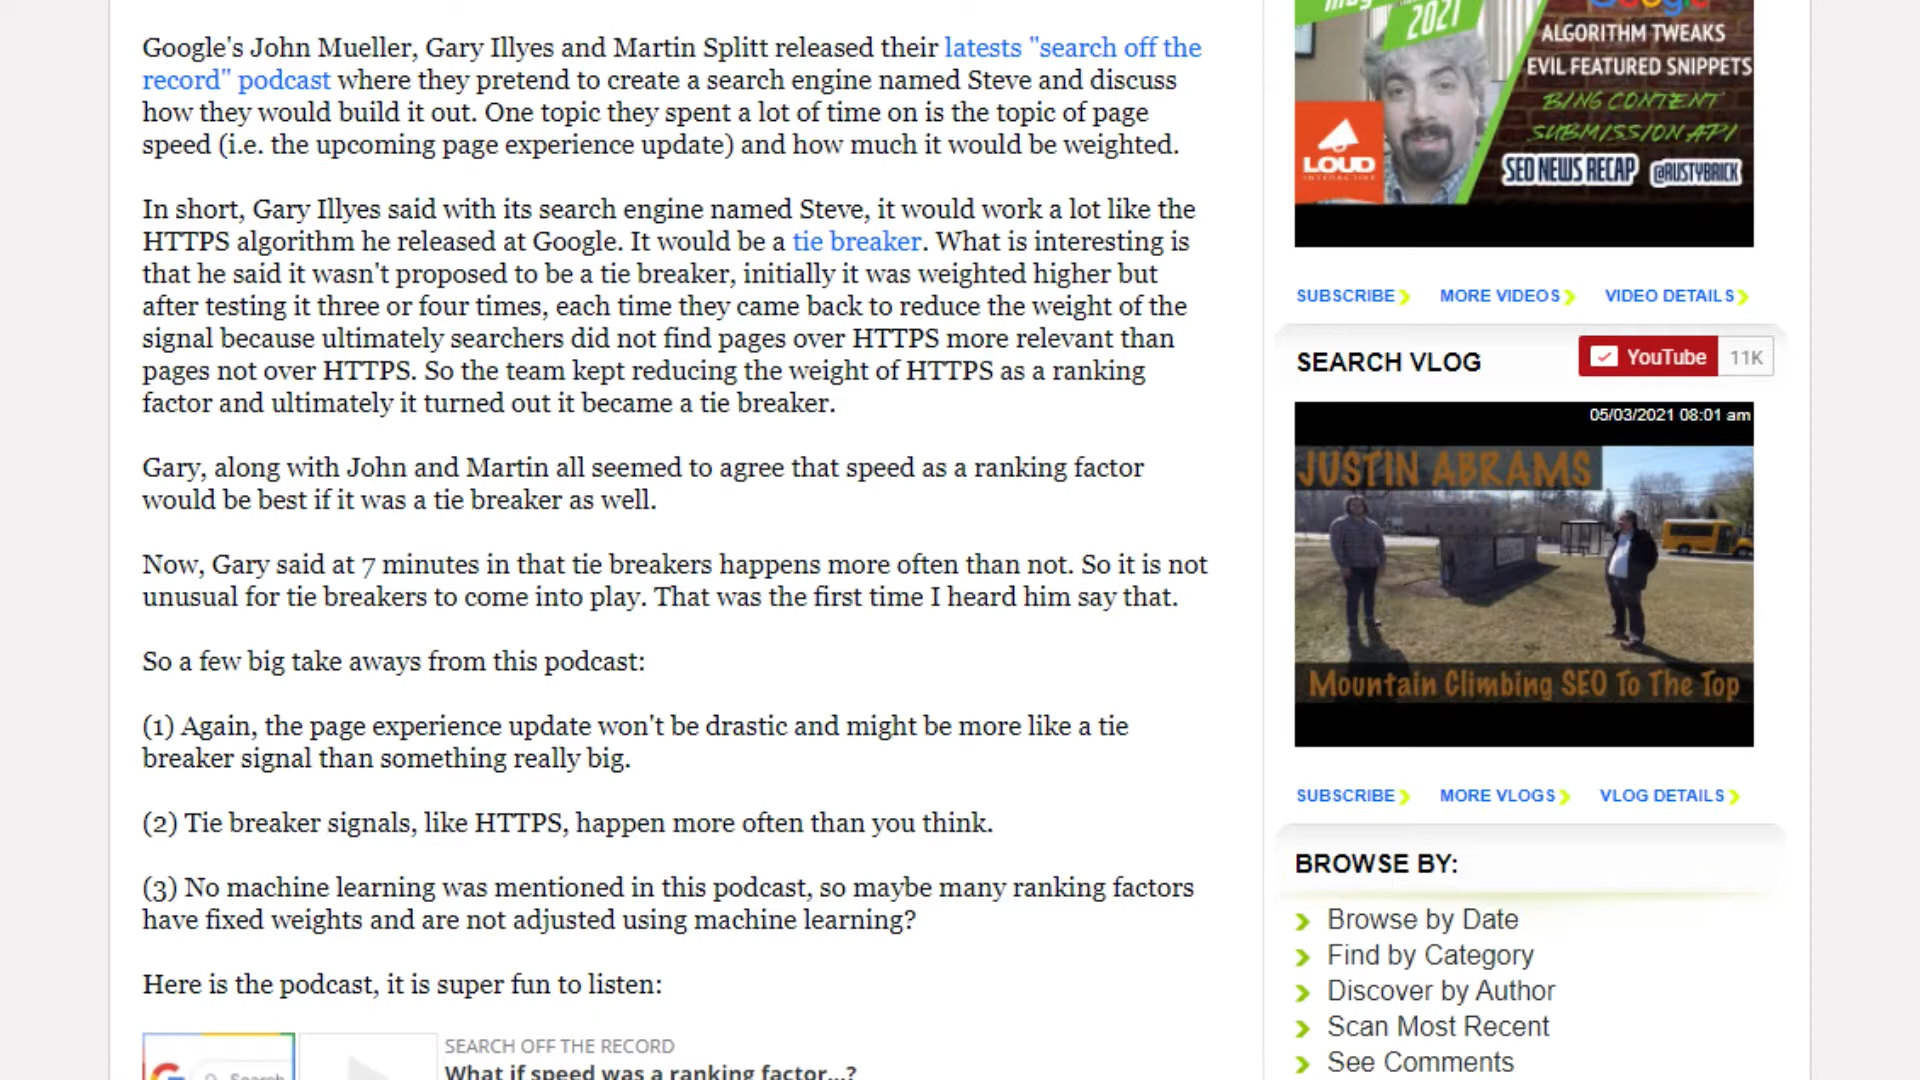 Google's John Mueller, Gary Illyes and Martin Splitt released their latests "search off the
record" podcast where they pretend to create a search engine named Steve and discuss
how they would build it out. One topic they spent a lot of time on is the topic of page
speed (i.e. the upcoming page experience update) and how much it would be weighted.
In short, Gary Illyes said with its search engine named Steve, it would work a lot like the
HTTPS algorithm he released at Google. It would be a tie breaker. What is interesting is
that he said it wasn't proposed to be a tie breaker, initially it was weighted higher but
after testing it three or four times, each time they came back to reduce the weight of the
signal because ultimately searchers did not find pages over HTTPS more relevant than
pages not over HTTPS. So the team kept reducing the weight of HTTPS as a ranking
factor and ultimately it turned out it became a tie breaker.
Gary, along with John and Martin all seemed to agree that speed as a ranking factor
would be best if it was a tie breaker as well.
Now, Gary said at 7 minutes in that tie breakers happens more often than not. So it is not
unusual for tie breakers to come into play. That was the first time I heard him say that.
So a few big take aways from this podcast:
(1) Again, the page experience update won't be drastic and might be more like a tie
breaker signal than something really big.
(2) Tie breaker signals, like HTTPS, happen more often than you think.
(3) No machine learning was mentioned in this podcast, so maybe many ranking factors
have fixed weights and are not adjusted using machine learning?
Here is the podcast, it is super fun to listen:
Search
SEARCH OFF THE RECORD
What if speed was a ranking factor...?
2021
ALGORITHM TWEAKS
EVIL FEATURED SNIPPETS
BING CONTENT
SUBMISSION API
SEO NEWS RECAP @RUSTYBRICK
LOUD
INTERACTIVE
SUBSCRIBE MORE VIDEOS VIDEO DETAILS
SEARCH VLOG
YouTube 11K
05/03/2021 08:01 am
JUSTIN ABRAMS
Mountain Climbing SEO To The Top
SUBSCRIBE MORE VLOGS VLOG DETAILS
BROWSE BY:
Browse by Date
Find by Category
Discover by Author
Scan Most Recent
See Comments